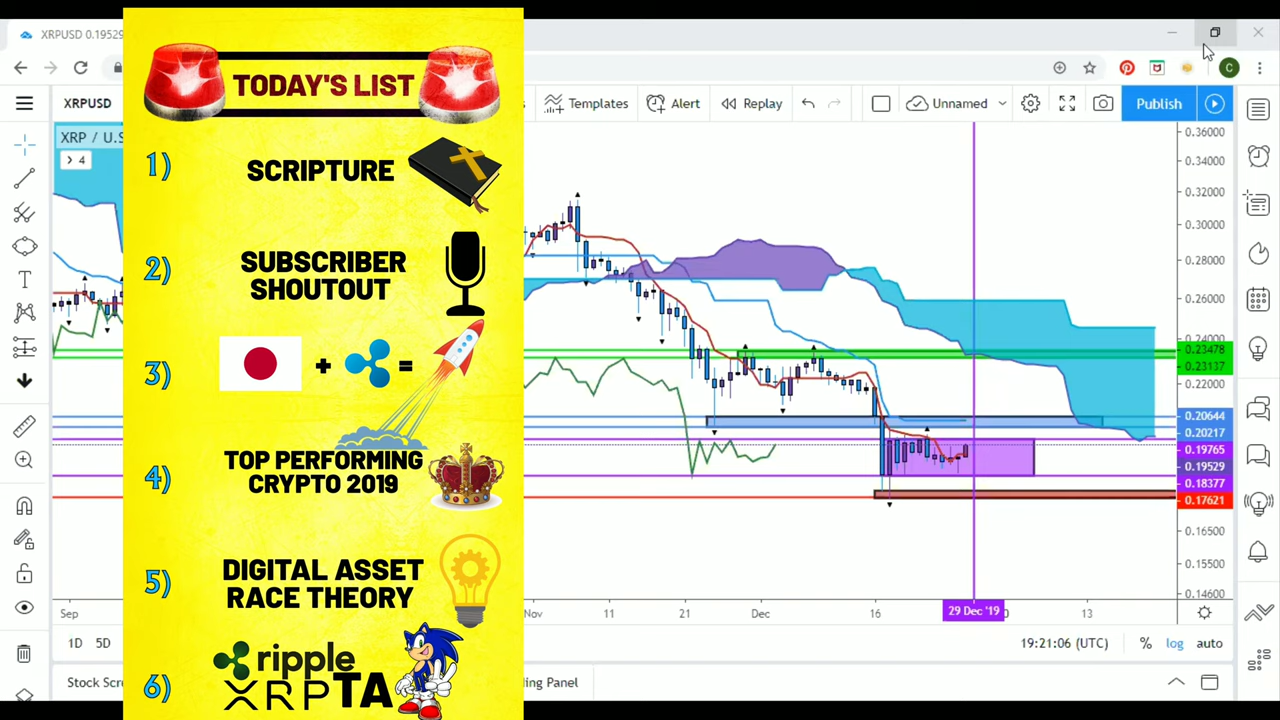 XRPUSD 0.19529
XRPUSD
Templates
Alert
Replay
Unnamed
Publish
XRP / U.S
4
TODAY'S LIST
1)
SCRIPTURE
2)
SUBSCRIBER
SHOUTOUT
3)
+
=
4)
TOP PERFORMING
CRYPTO 2019
5)
DIGITAL ASSET
RACE THEORY
6)
ripple
XRPTA
C
0.36000
0.34000
0.32000
0.30000
0.28000
0.26000
0.24000
0.23478
0.23137
0.22000
0.20644
0.20217
0.19765
0.19529
0.18377
0.17621
0.16500
0.15500
0.14600
Sep
Nov
11
21
Dec
16
29 Dec '19
13
1D
5D
19:21:06 (UTC)
%
log
auto
Stock Scr
ing Panel